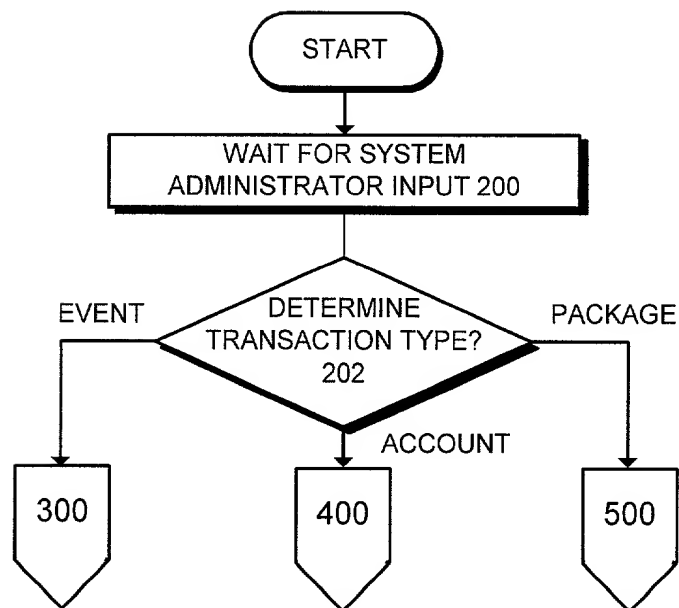 START
WAIT FOR SYSTEM
ADMINISTRATOR INPUT 200
EVENT
DETERMINE
TRANSACTION TYPE?
202
PACKAGE
ACCOUNT
300
400
500